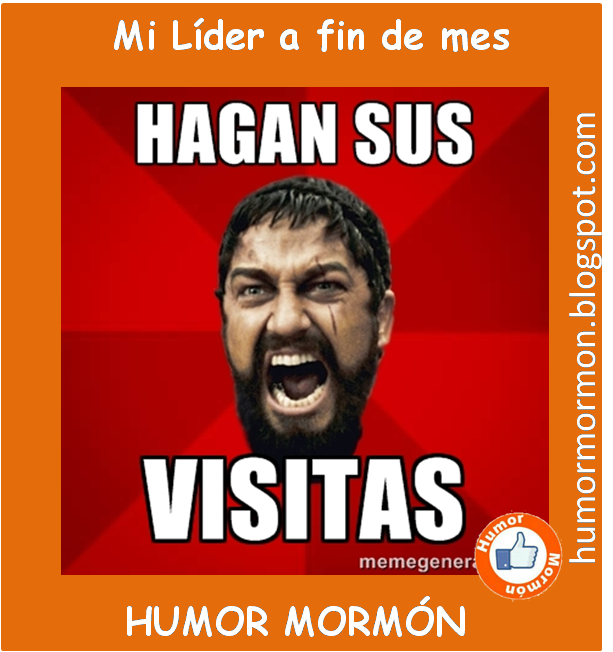 Mi Líder a fin de mes
HAGAN SUS
VISITAS
memegenera
Humor
Mormón
HUMOR MORMÓN
humormormon.blogspot.com